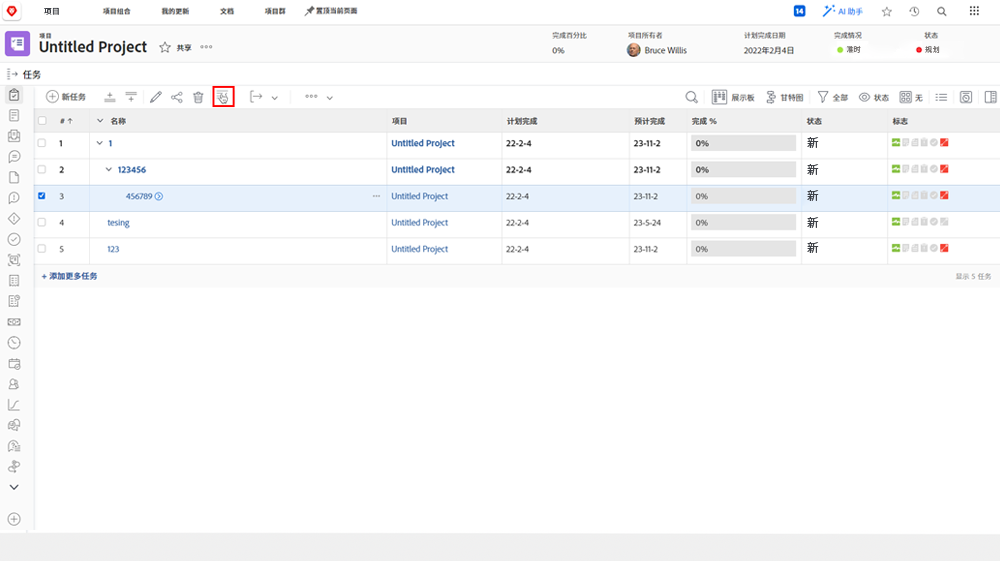 项目 项目组合 我的更新 文档 项目群 置顶当前页面 14 AI 助手
项目
Untitled Project 共享
完成百分比 项目所有者 计划完成日期 完成情况 状态
0% Bruce Willis 2022年2月4日 准时 规划
任务
新任务 展示板 甘特图 全部 状态 无
# 名称 项目 计划完成 预计完成 完成 % 状态 标志
1 1 Untitled Project 22-2-4 23-11-2 0% 新
2 123456 Untitled Project 22-2-4 23-11-2 0% 新
3 456789 Untitled Project 22-2-4 23-11-2 0% 新
4 tesing Untitled Project 22-2-4 23-5-24 0% 新
5 123 Untitled Project 22-2-4 23-11-2 0% 新
+ 添加更多任务 显示 5 任务